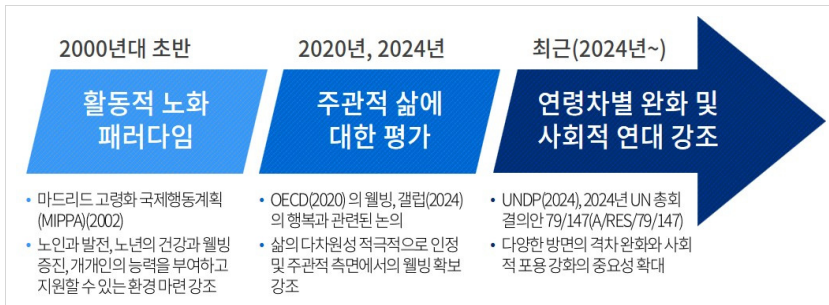 2000년대 초반
활동적 노화
패러다임
• 마드리드 고령화 국제행동계획
(MIPPA)(2002)
• 노인과 발전, 노년의 건강과 웰빙
증진, 개개인의 능력을 부여하고
지원할 수 있는 환경 마련 강조
2020년, 2024년
주관적 삶에
대한 평가
• OECD(2020) 의 웰빙, 갤럽(2024)
의 행복과 관련된 논의
• 삶의 다차원성 적극적으로 인정
및 주관적 측면에서의 웰빙 확보
강조
최근(2024년~)
연령차별 완화 및
사회적 연대 강조
• UNDP(2024), 2024년 UN 총회
결의안 79/147(A/RES/79/147)
• 다양한 방면의 격차 완화와 사회
적 포용 강화의 중요성 확대